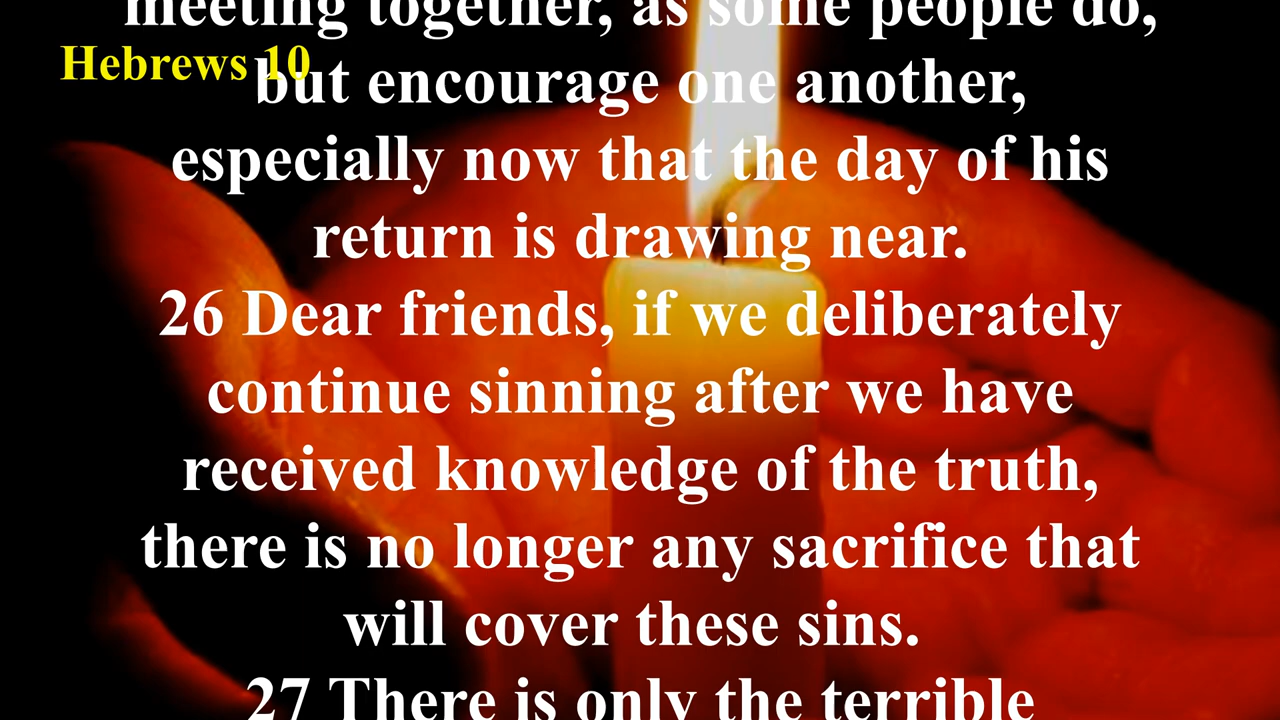 meeting together, as some people do,
Hebrews 10
but encourage one another,
especially now that the day of his
return is drawing near.
26 Dear friends, if we deliberately
continue sinning after we have
received knowledge of the truth,
there is no longer any sacrifice that
will cover these sins.
27 There is only the terrible